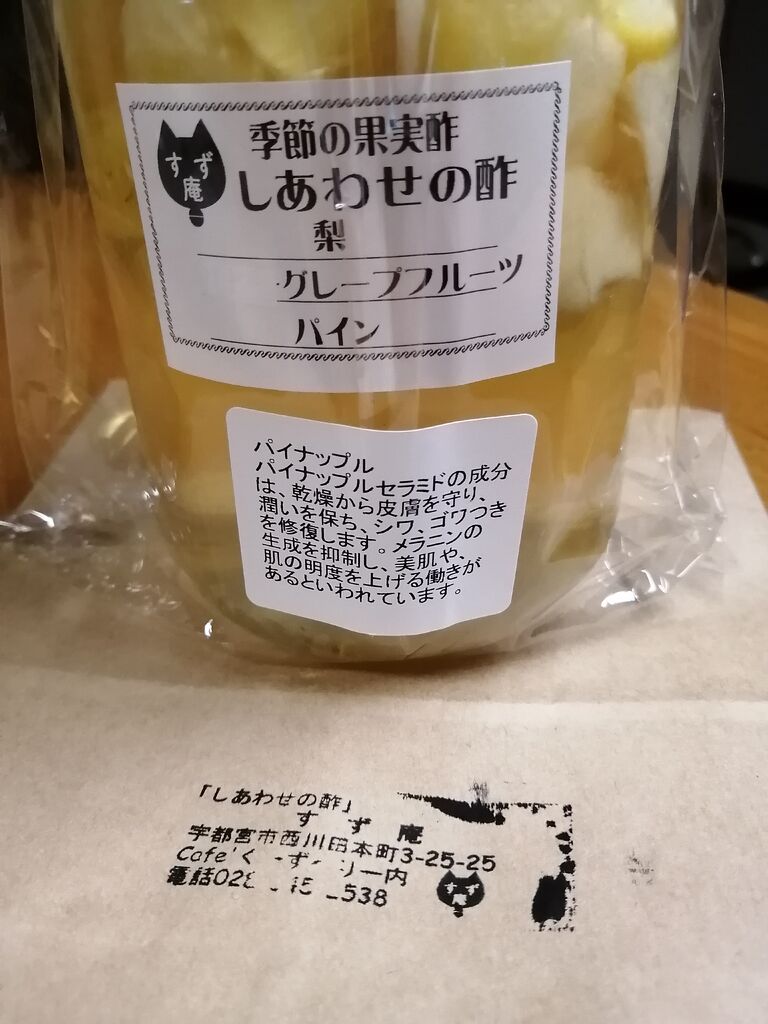 すず
庵
季節の果実酢
しあわせの酢
梨
グレープフルーツ
パイン
パイナップル
パイナップルセラミドの成分
は、乾燥から皮膚を守り、
潤いを保ち、シワ、ゴワつき
を修復します。メラニンの
生成を抑制し、美肌や、
肌の明度を上げる働きが
あるといわれています。
「しあわせの酢」
すず庵
宇都宮市西川田本町3-25-25
Cafe' 内
電話028 538
すず
庵